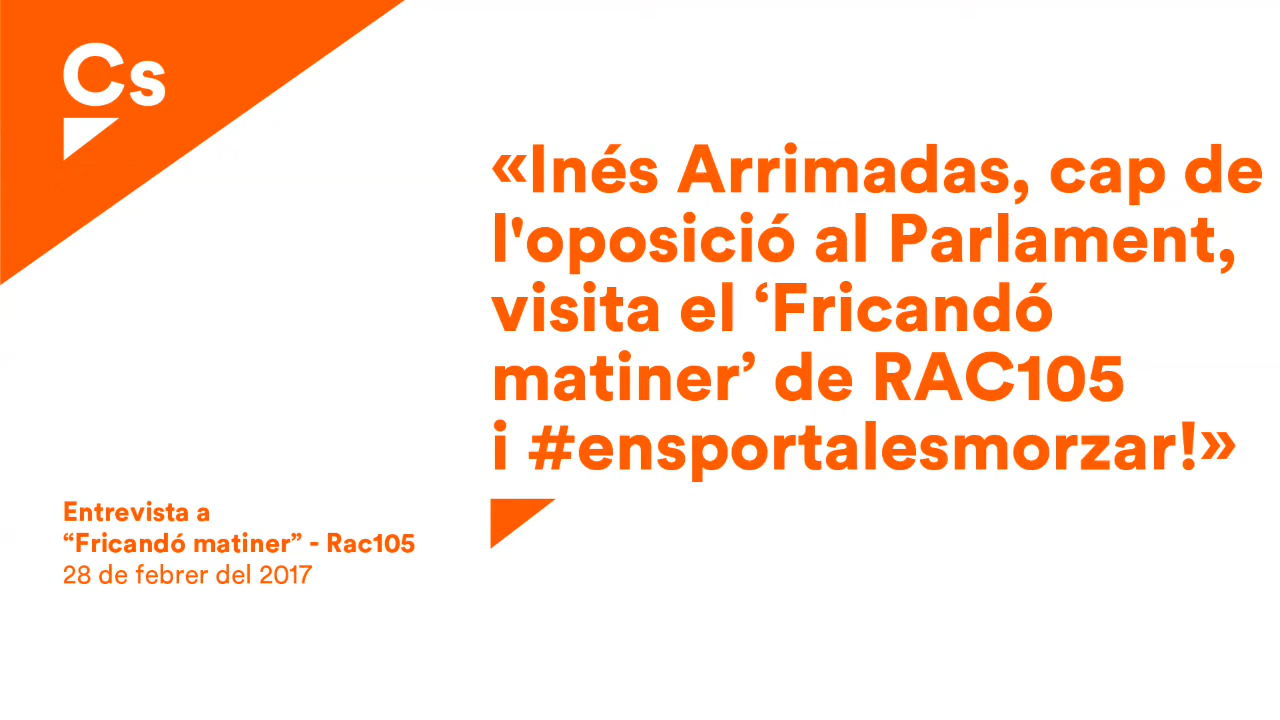 Cs
«Inés Arrimadas, cap de
l'oposició al Parlament,
visita el ‘Fricandó
matiner’ de RAC105
i #ensportalesmorzar!»
Entrevista a
“Fricandó matiner” - Rac105
28 de febrer del 2017